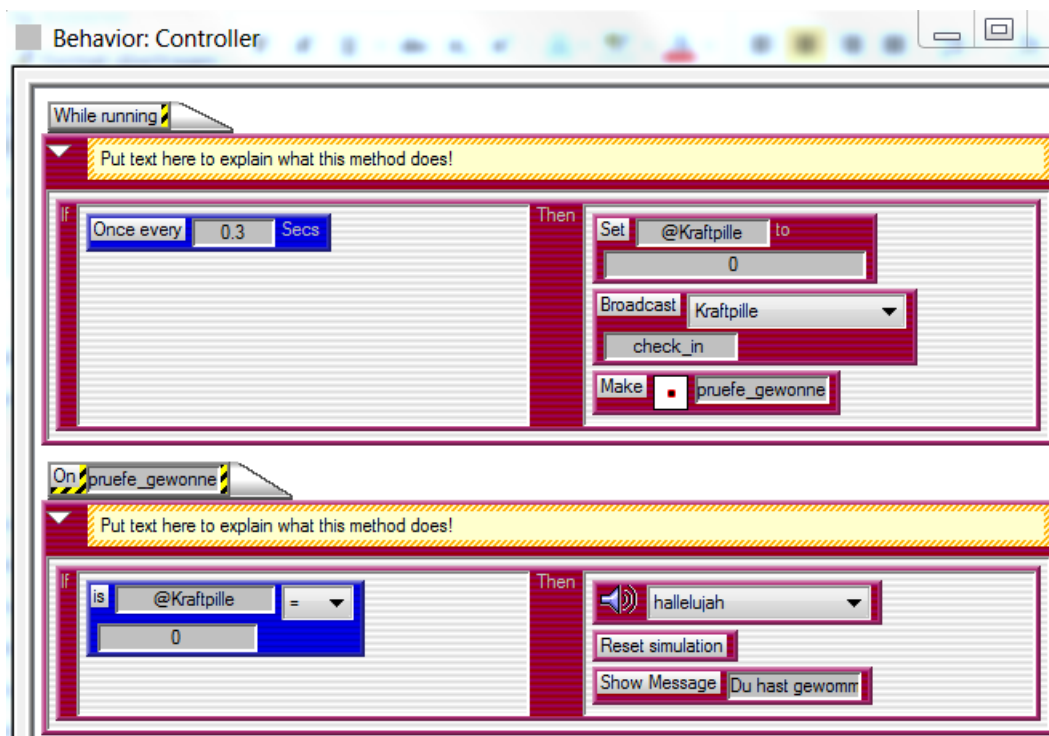 Behavior: Controller
While running
Put text here to explain what this method does!
If
Once every 0.3 Secs
Then
Set @Kraftpille to
0
Broadcast Kraftpille
check_in
Make pruefe_gewonne
On pruefe_gewonne
Put text here to explain what this method does!
If
is @Kraftpille =
0
Then
hallelujah
Reset simulation
Show Message Du hast gewomm